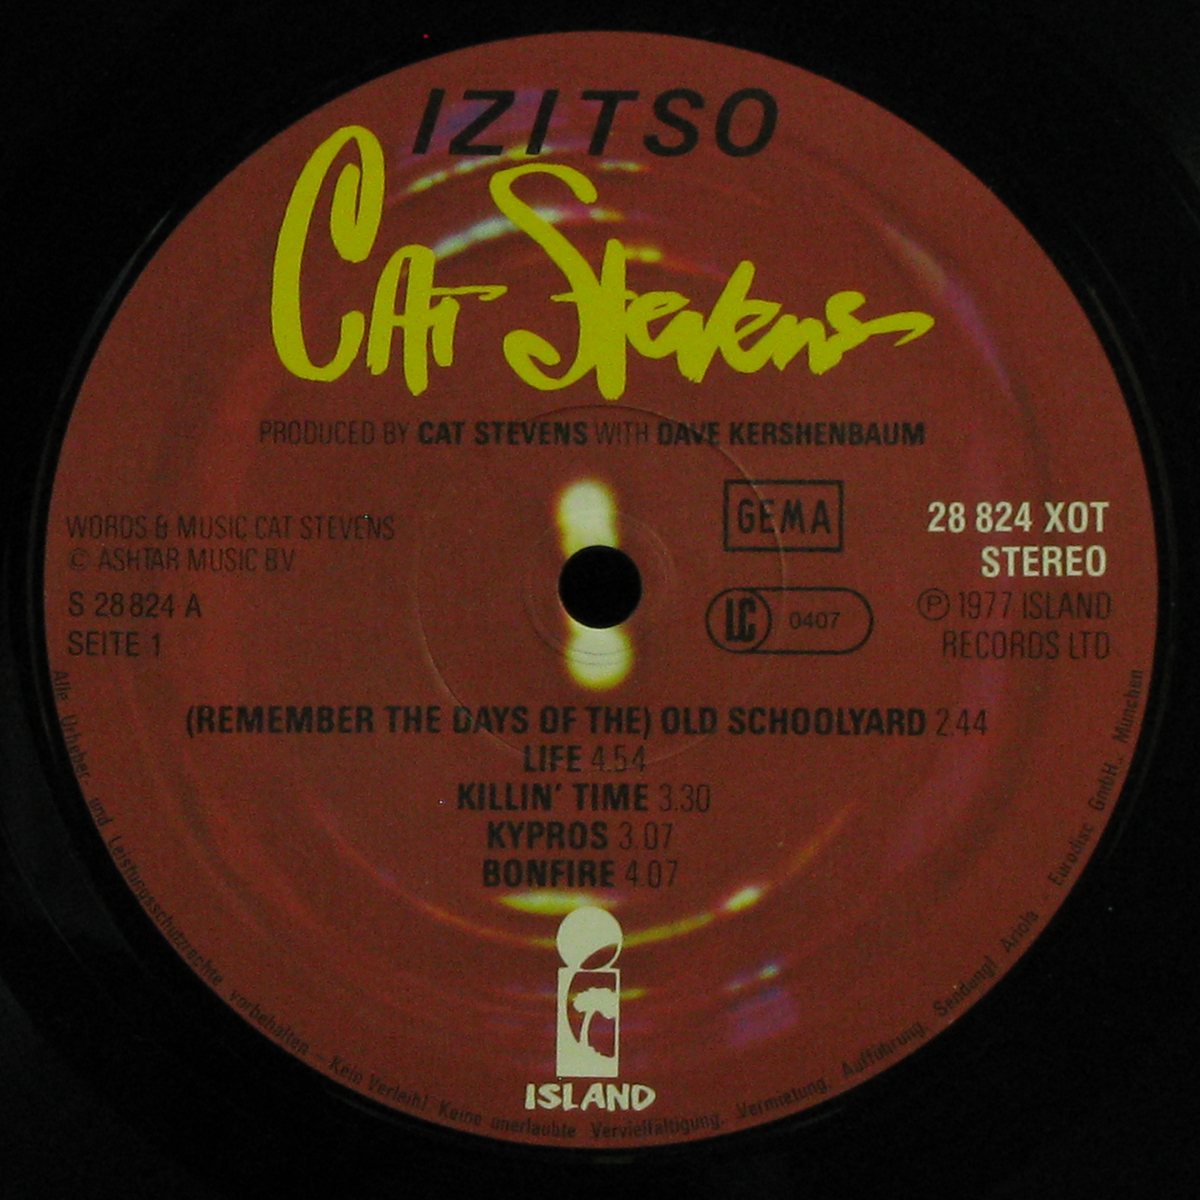 IZITSO
CAT Stevens
PRODUCED BY CAT STEVENS WITH DAVE KERSHENBAUM
WORDS & MUSIC CAT STEVENS
© ASHTAR MUSIC BV
S 28 824 A
SEITE 1
GEMA
LC 0407
28 824 XOT
STEREO
Ⓟ 1977 ISLAND
RECORDS LTD
(REMEMBER THE DAYS OF THE) OLD SCHOOLYARD 2.44
LIFE 4.54
KILLIN' TIME 3.30
KYPROS 3.07
BONFIRE 4.07
ISLAND
Alle Urheber- und Leistungsschutzrechte vorbehalten - Kein Verleih! Keine unerlaubte Vervielfältigung, Vermietung, Aufführung, Sendung! Ariola - Eurodisc GmbH., München